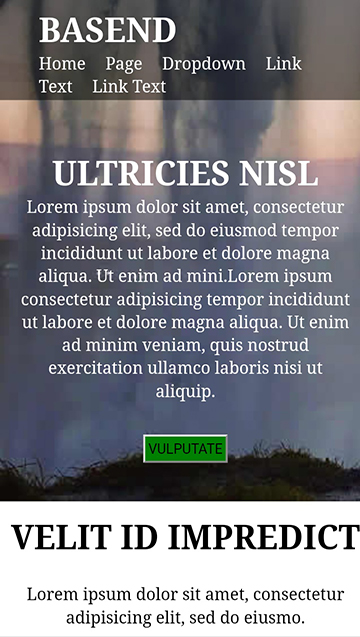 BASEND
Home Page Dropdown Link
Text Link Text
ULTRICIES NISL
Lorem ipsum dolor sit amet, consectetur
adipisicing elit, sed do eiusmod tempor
incididunt ut labore et dolore magna
aliqua. Ut enim ad mini.Lorem ipsum
consectetur adipisicing tempor incididunt
ut labore et dolore magna aliqua. Ut enim
ad minim veniam, quis nostrud
exercitation ullamco laboris nisi ut
aliquip.
VULPUTATE
VELIT ID IMPREDICT
Lorem ipsum dolor sit amet, consectetur
adipisicing elit, sed do eiusmo.